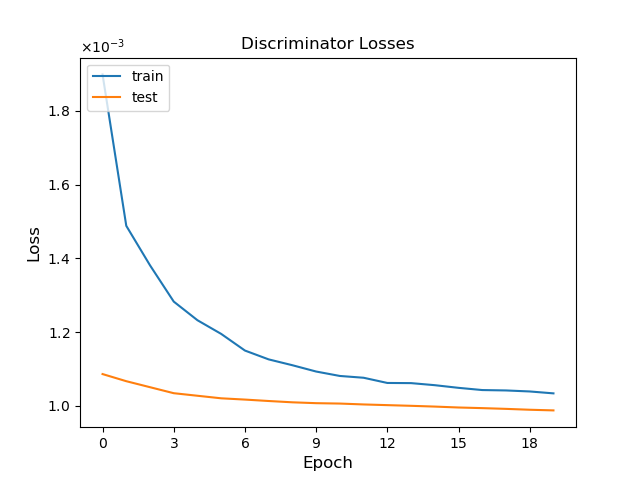 Discriminator Losses
×10⁻³
train
test
1.8
1.6
1.4
1.2
1.0
Loss
0 3 6 9 12 15 18
Epoch